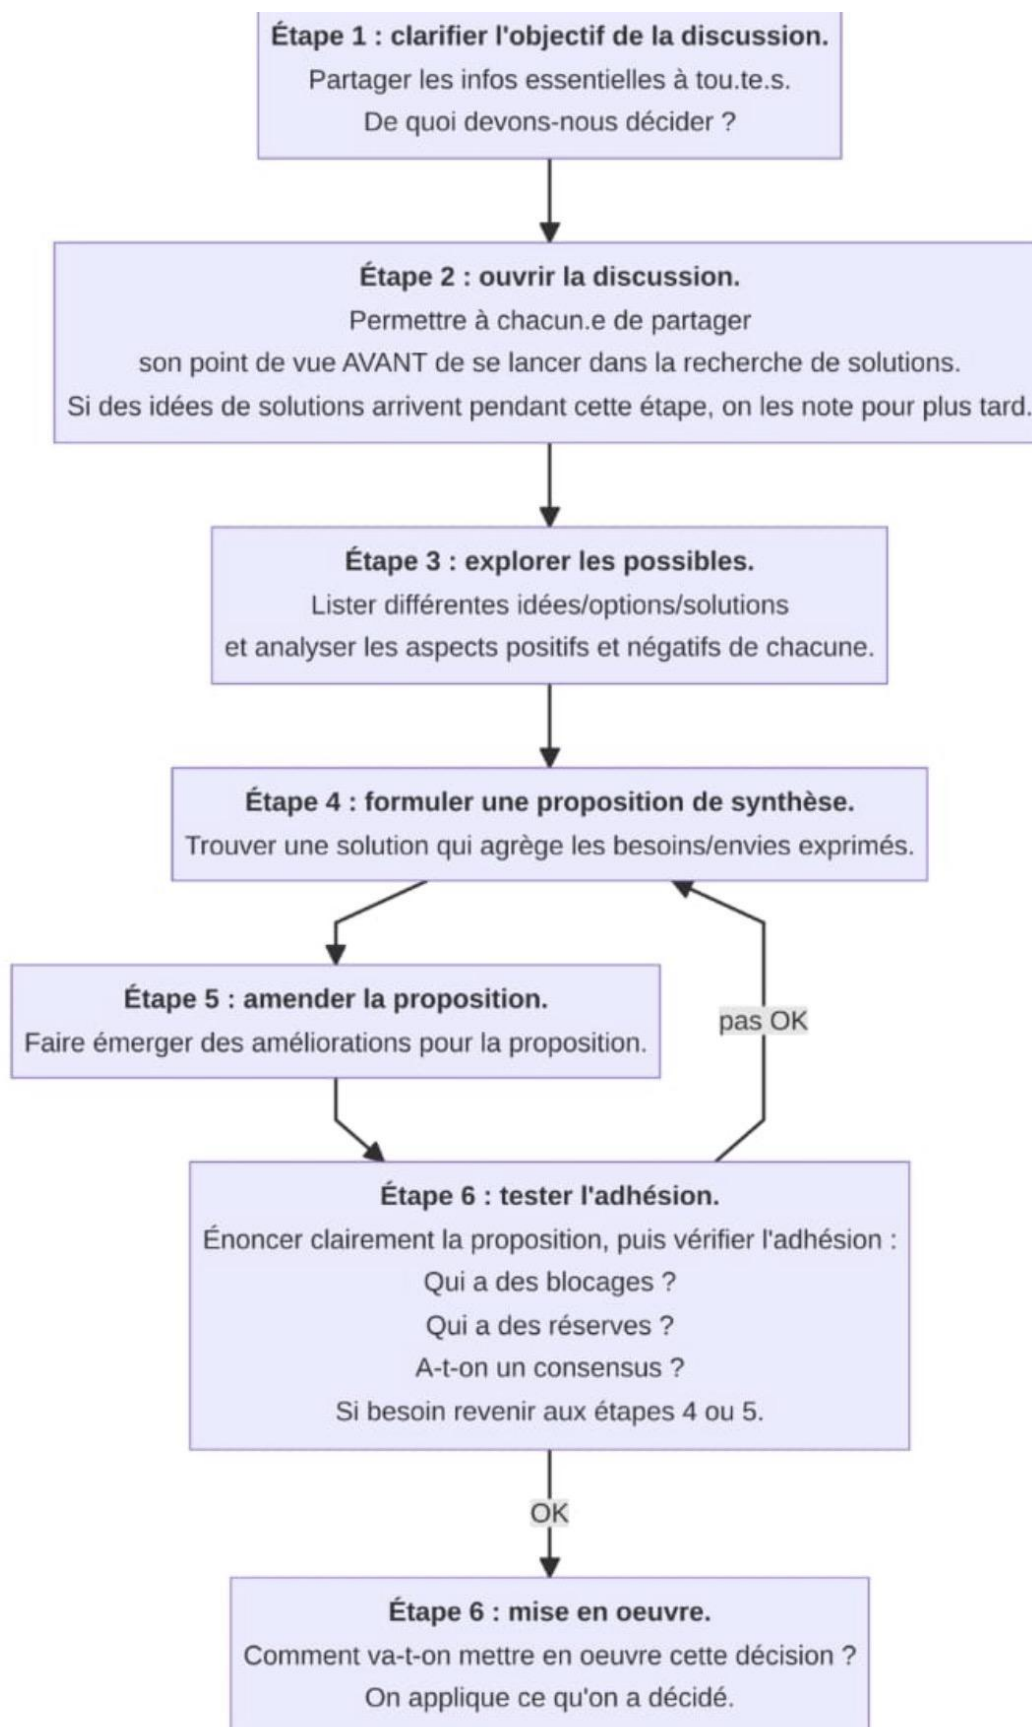 Étape 1 : clarifier l'objectif de la discussion.
Partager les infos essentielles à tou.te.s.
De quoi devons-nous décider ?
Étape 2 : ouvrir la discussion.
Permettre à chacun.e de partager
son point de vue AVANT de se lancer dans la recherche de solutions.
Si des idées de solutions arrivent pendant cette étape, on les note pour plus tard.
Étape 3 : explorer les possibles.
Lister différentes idées/options/solutions
et analyser les aspects positifs et négatifs de chacune.
Étape 4 : formuler une proposition de synthèse.
Trouver une solution qui agrège les besoins/envies exprimés.
Étape 5 : amender la proposition.
Faire émerger des améliorations pour la proposition.
pas OK
Étape 6 : tester l'adhésion.
Énoncer clairement la proposition, puis vérifier l'adhésion :
Qui a des blocages ?
Qui a des réserves ?
A-t-on un consensus ?
Si besoin revenir aux étapes 4 ou 5.
OK
Étape 6 : mise en oeuvre.
Comment va-t-on mettre en oeuvre cette décision ?
On applique ce qu'on a décidé.